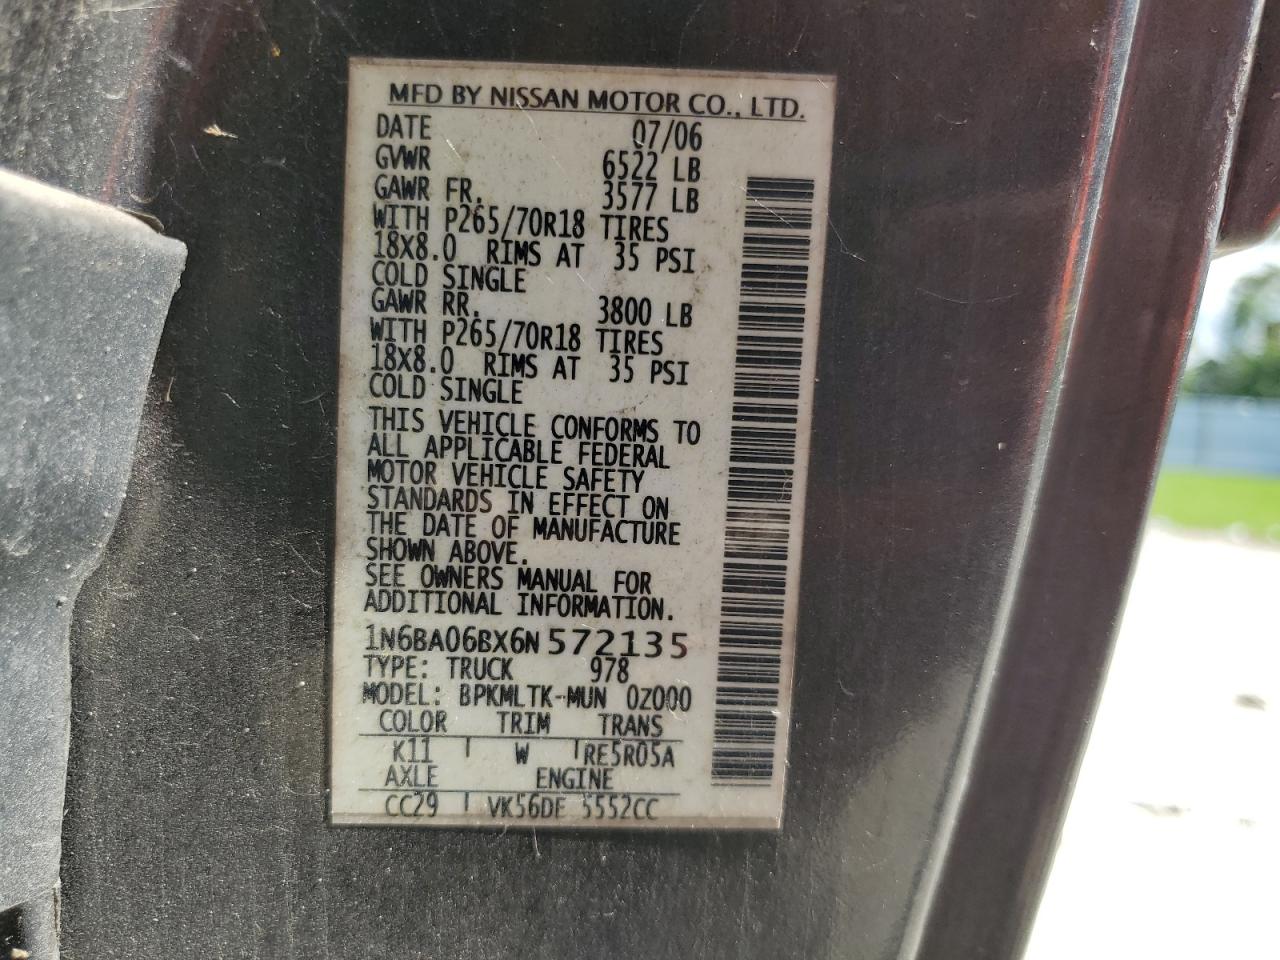 MFD BY NISSAN MOTOR CO., LTD.
DATE 07/06
GVWR 6522 LB
GAWR FR. 3577 LB
WITH P265/70R18 TIRES
18X8.0 RIMS AT 35 PSI
COLD SINGLE
GAWR RR. 3800 LB
WITH P265/70R18 TIRES
18X8.0 RIMS AT 35 PSI
COLD SINGLE
THIS VEHICLE CONFORMS TO
ALL APPLICABLE FEDERAL
MOTOR VEHICLE SAFETY
STANDARDS IN EFFECT ON
THE DATE OF MANUFACTURE
SHOWN ABOVE.
SEE OWNERS MANUAL FOR
ADDITIONAL INFORMATION.
1N6BA06BX6N572135
TYPE: TRUCK 978
MODEL: BPKMLTK-MUN 0Z000
COLOR TRIM TRANS
K11 W RE5R05A
AXLE ENGINE
CC29 VK56DE 5552CC